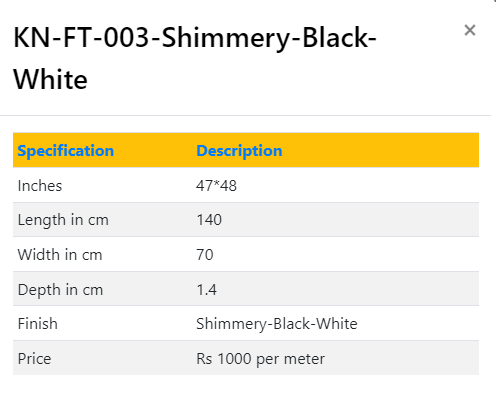 KN-FT-003-Shimmery-Black-
White
×
Specification Description
Inches 47*48
Length in cm 140
Width in cm 70
Depth in cm 1.4
Finish Shimmery-Black-White
Price Rs 1000 per meter